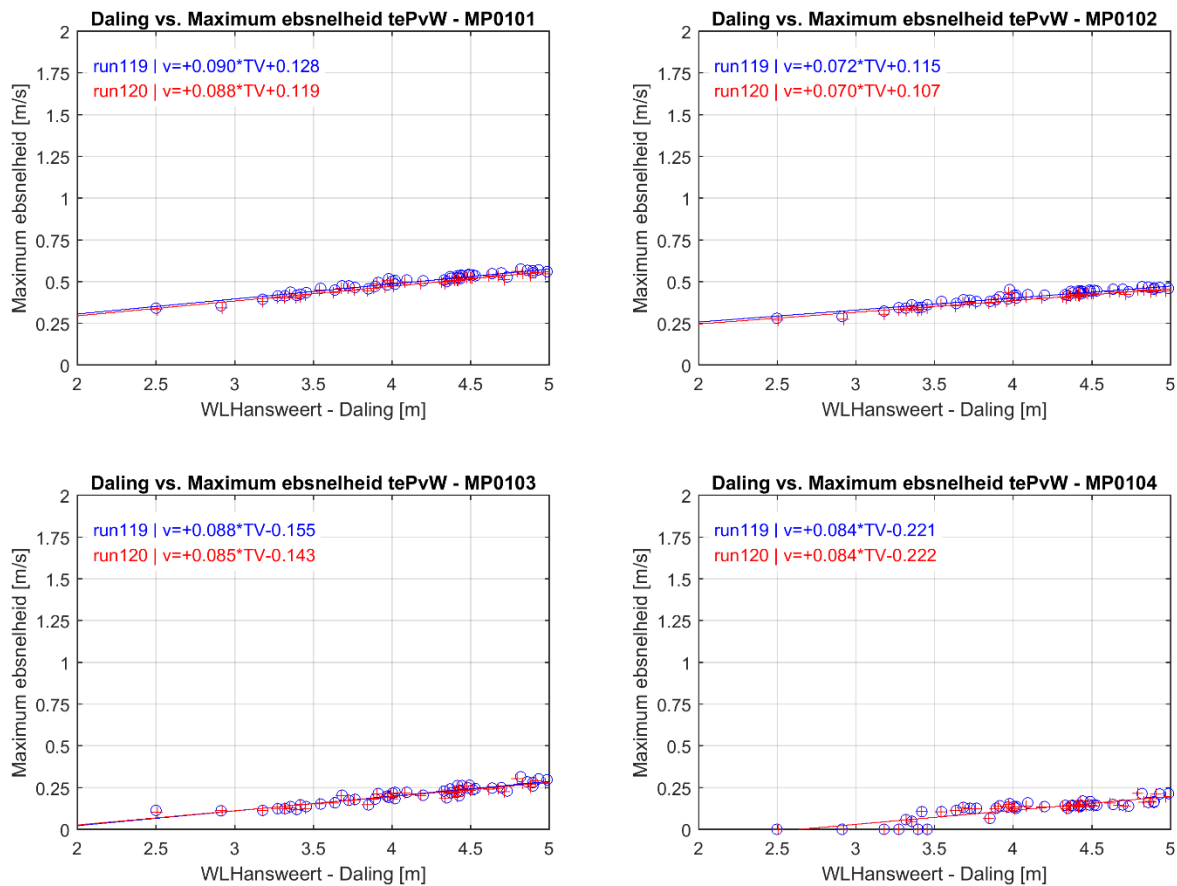 Daling vs. Maximum ebsnelheid tePvW - MP0101
2
1.75
1.5
1.25
1
0.75
0.5
0.25
0
Maximum ebsnelheid [m/s]
run119 | v=+0.090*TV+0.128
run120 | v=+0.088*TV+0.119
2 2.5 3 3.5 4 4.5 5
WLHansweert - Daling [m]
Daling vs. Maximum ebsnelheid tePvW - MP0102
2
1.75
1.5
1.25
1
0.75
0.5
0.25
0
Maximum ebsnelheid [m/s]
run119 | v=+0.072*TV+0.115
run120 | v=+0.070*TV+0.107
2 2.5 3 3.5 4 4.5 5
WLHansweert - Daling [m]
Daling vs. Maximum ebsnelheid tePvW - MP0103
2
1.75
1.5
1.25
1
0.75
0.5
0.25
0
Maximum ebsnelheid [m/s]
run119 | v=+0.088*TV-0.155
run120 | v=+0.085*TV-0.143
2 2.5 3 3.5 4 4.5 5
WLHansweert - Daling [m]
Daling vs. Maximum ebsnelheid tePvW - MP0104
2
1.75
1.5
1.25
1
0.75
0.5
0.25
0
Maximum ebsnelheid [m/s]
run119 | v=+0.084*TV-0.221
run120 | v=+0.084*TV-0.222
2 2.5 3 3.5 4 4.5 5
WLHansweert - Daling [m]